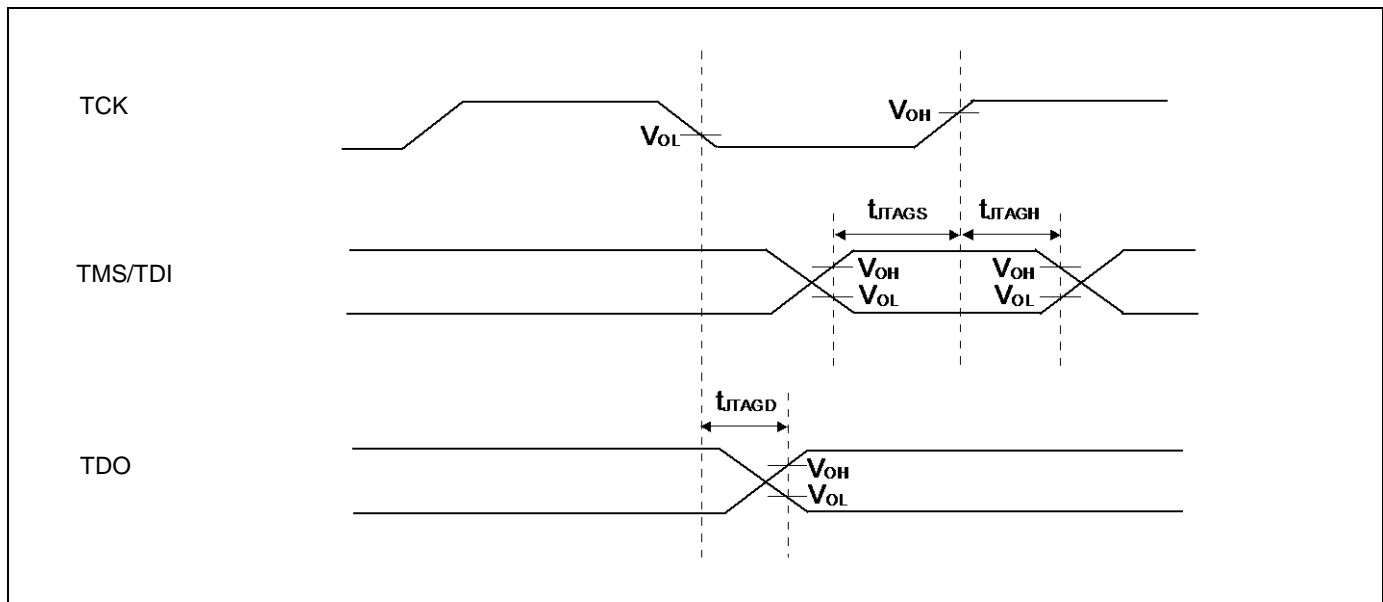 TCK
VOL
VOH
tJTAGS
tJTAGH
TMS/TDI
VOH
VOL
VOH
VOL
tJTAGD
TDO
VOH
VOL